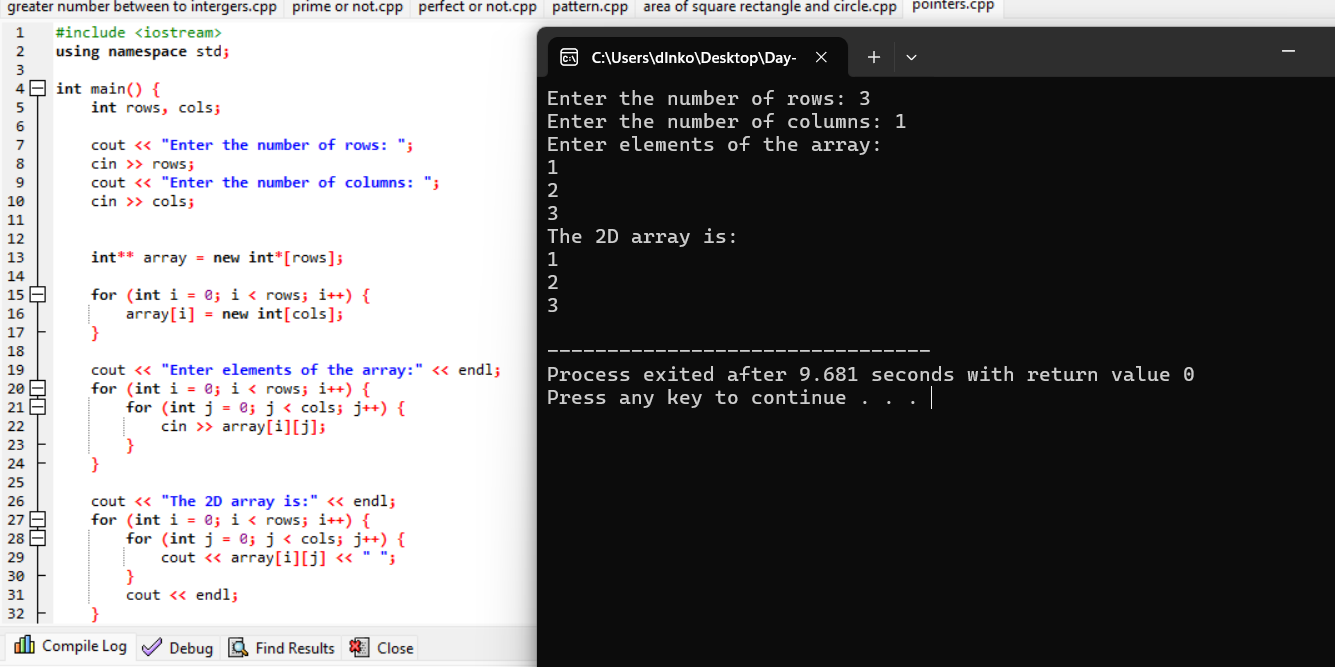 greater number between to intergers.cpp prime or not.cpp perfect or not.cpp pattern.cpp area of square rectangle and circle.cpp pointers.cpp
1 #include <iostream>
2 using namespace std;
3
4 int main() {
5 int rows, cols;
6
7 cout << "Enter the number of rows: ";
8 cin >> rows;
9 cout << "Enter the number of columns: ";
10 cin >> cols;
11
12
13 int** array = new int*[rows];
14
15 for (int i = 0; i < rows; i++) {
16 array[i] = new int[cols];
17 }
18
19 cout << "Enter elements of the array:" << endl;
20 for (int i = 0; i < rows; i++) {
21 for (int j = 0; j < cols; j++) {
22 cin >> array[i][j];
23 }
24 }
25
26 cout << "The 2D array is:" << endl;
27 for (int i = 0; i < rows; i++) {
28 for (int j = 0; j < cols; j++) {
29 cout << array[i][j] << " ";
30 }
31 cout << endl;
32 }
Compile Log Debug Find Results Close
C:\Users\dlnko\Desktop\Day-
Enter the number of rows: 3
Enter the number of columns: 1
Enter elements of the array:
1
2
3
The 2D array is:
1
2
3
--------------------------------
Process exited after 9.681 seconds with return value 0
Press any key to continue . . .